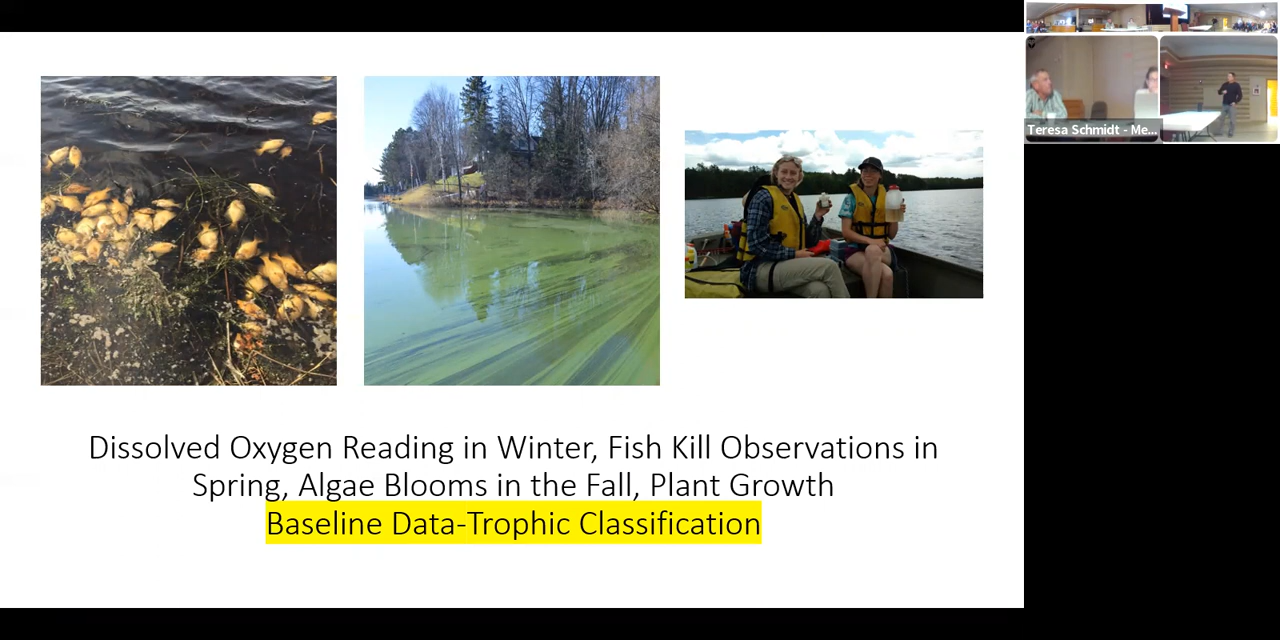 Teresa Schmidt - Me...
Dissolved Oxygen Reading in Winter, Fish Kill Observations in
Spring, Algae Blooms in the Fall, Plant Growth
Baseline Data-Trophic Classification